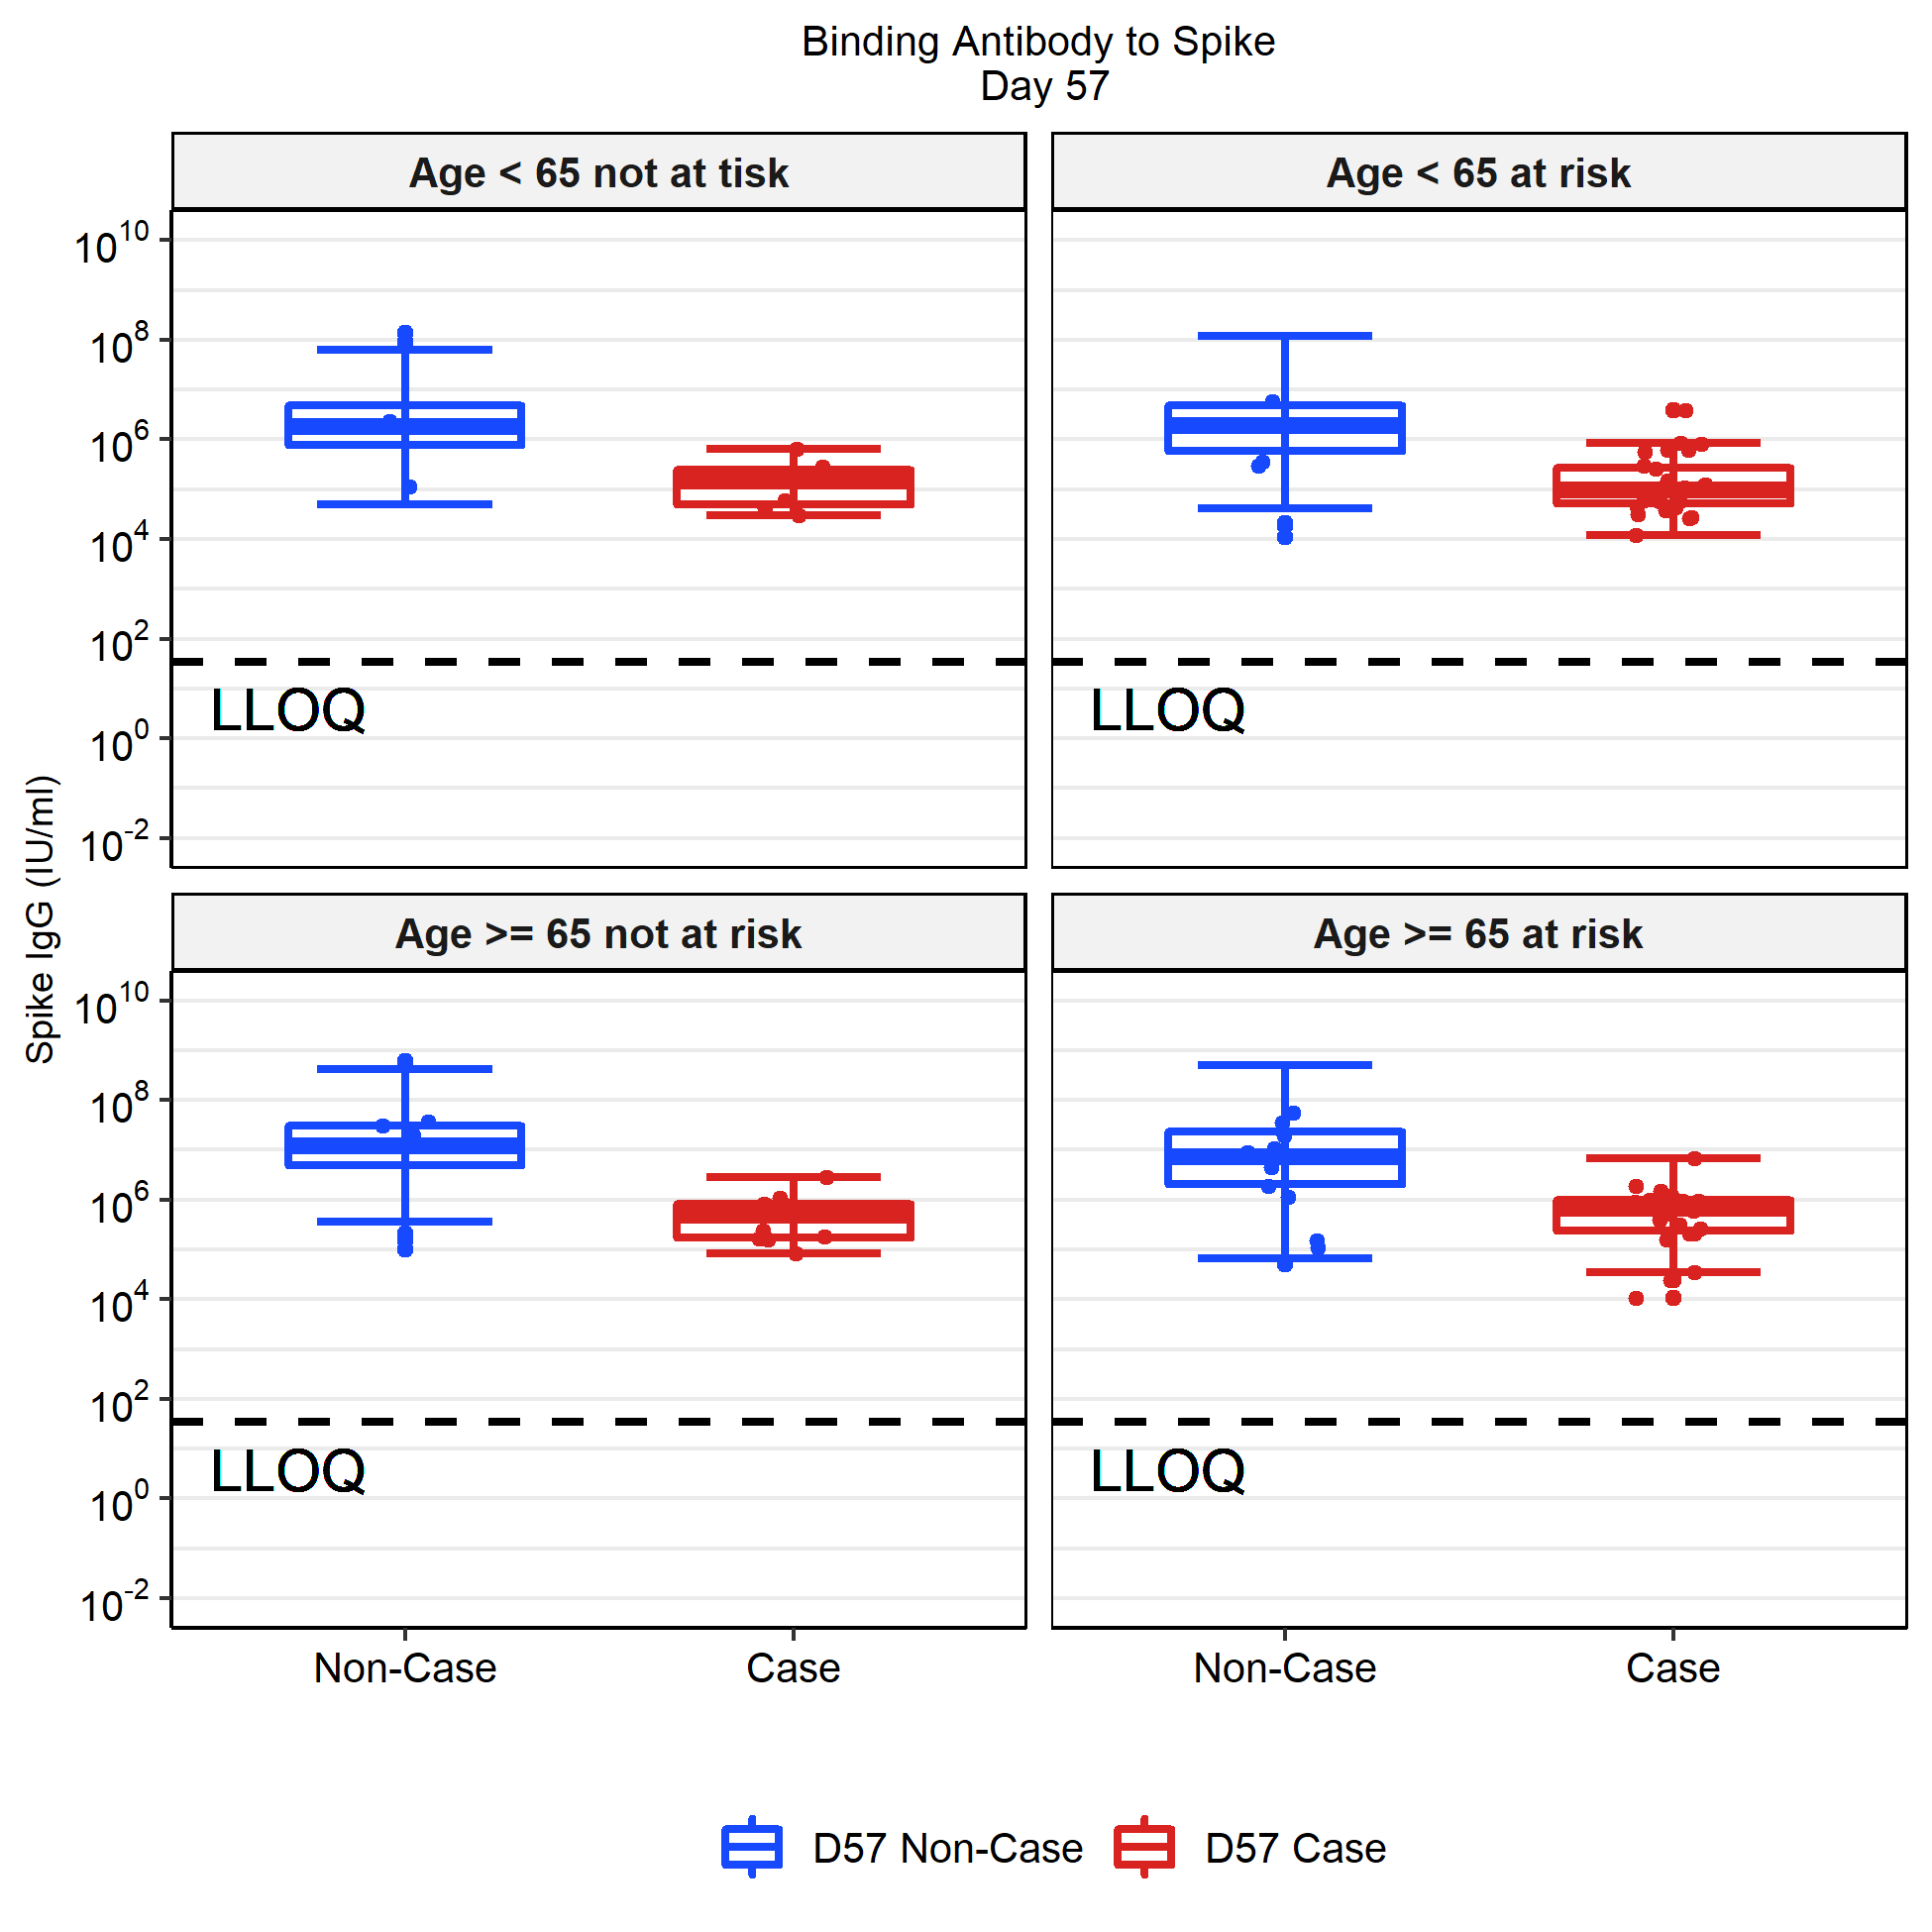 Binding Antibody to Spike
Day 57
Age < 65 not at tisk
Age < 65 at risk
10^10
10^8
10^6
10^4
10^2
10^0
10^-2
LLOQ
LLOQ
Spike IgG (IU/ml)
Age >= 65 not at risk
Age >= 65 at risk
10^10
10^8
10^6
10^4
10^2
10^0
10^-2
LLOQ
LLOQ
Non-Case Case Non-Case Case
D57 Non-Case D57 Case